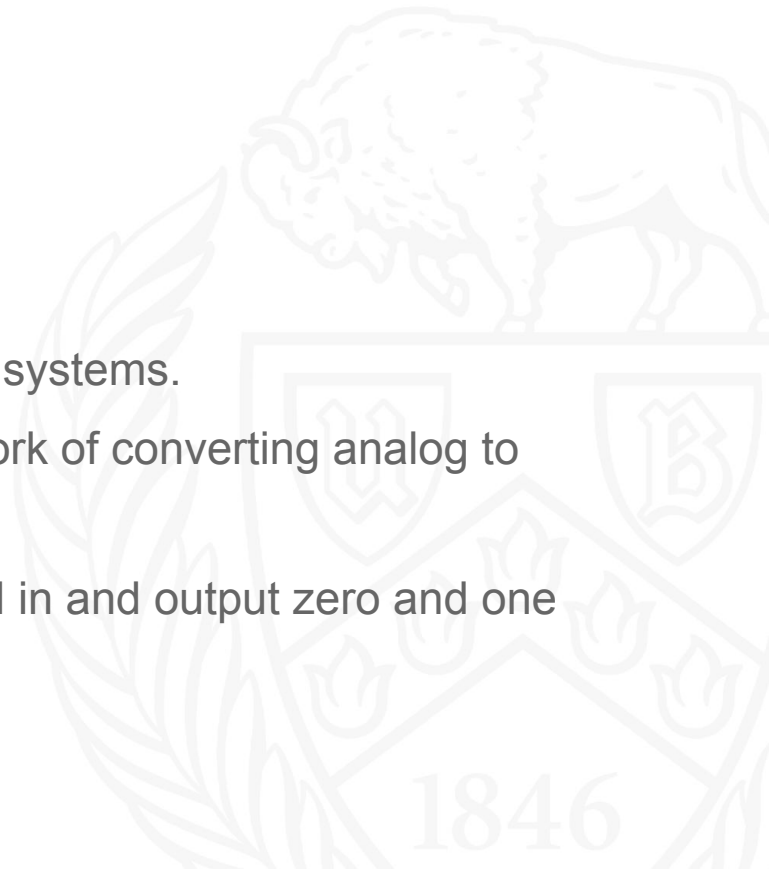 systems.
ork of converting analog to
in and output zero and one
U B
1846